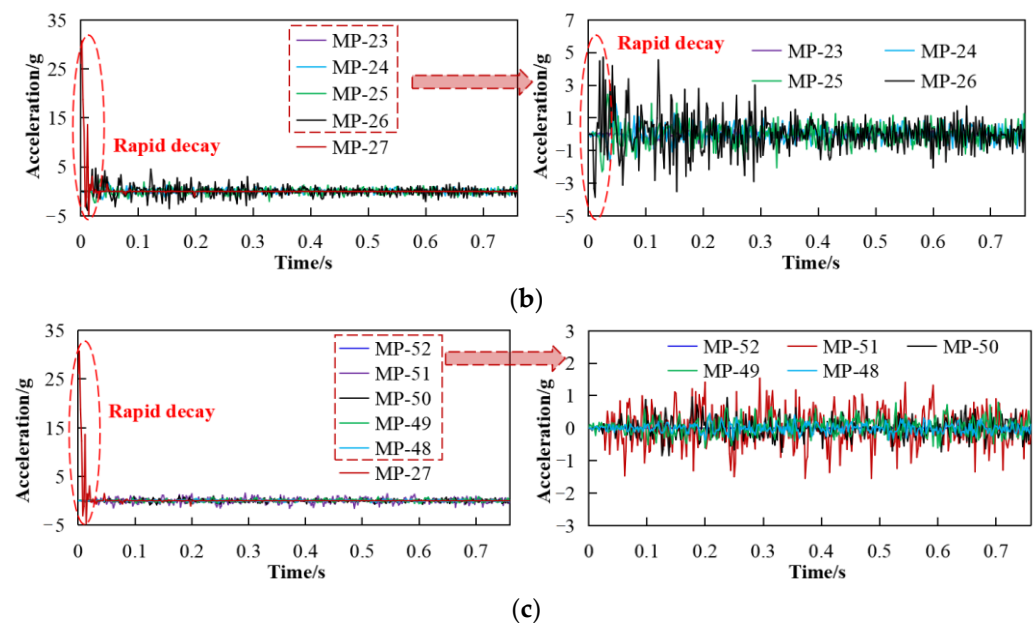 Acceleration/g
35
25
15
5
−5
0
0.1
0.2
0.3
0.4
0.5
0.6
0.7
Time/s
Rapid decay
MP-23
MP-24
MP-25
MP-26
MP-27
Acceleration/g
7
5
3
1
−1
−3
−5
0
0.1
0.2
0.3
0.4
0.5
0.6
0.7
Time/s
Rapid decay
MP-23 MP-24
MP-25 MP-26
(b)
Acceleration/g
35
25
15
5
−5
0
0.1
0.2
0.3
0.4
0.5
0.6
0.7
Time/s
Rapid decay
MP-52
MP-51
MP-50
MP-49
MP-48
MP-27
Acceleration/g
3
2
1
0
−1
−2
−3
0
0.1
0.2
0.3
0.4
0.5
0.6
0.7
Time/s
MP-52 MP-51 MP-50
MP-49 MP-48
(c)